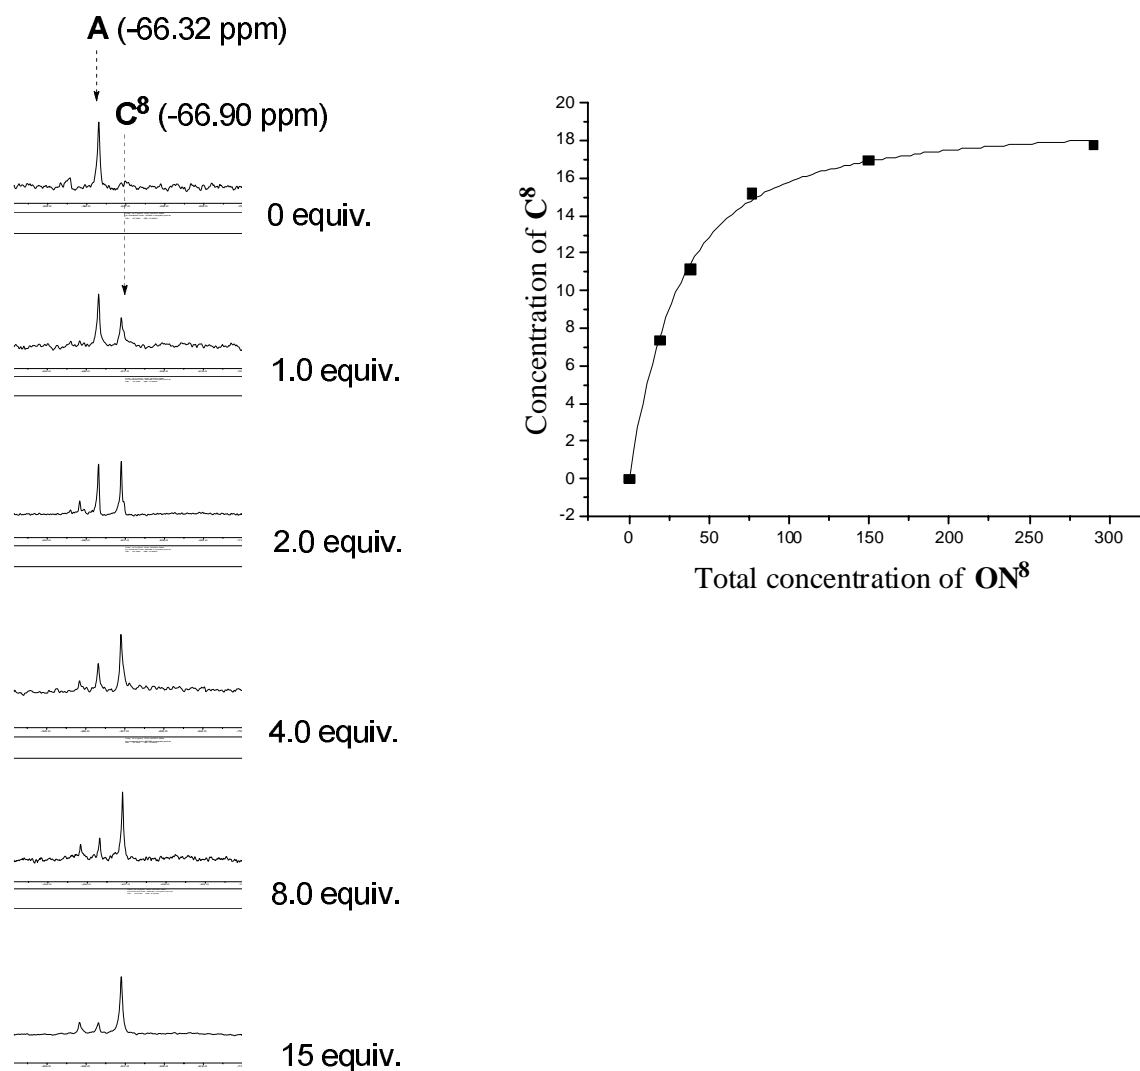 A (-66.32 ppm)
C⁸ (-66.90 ppm)
0 equiv.
1.0 equiv.
2.0 equiv.
4.0 equiv.
8.0 equiv.
15 equiv.
20
18
16
14
12
10
8
6
4
2
0
-2
Concentration of C⁸
0 50 100 150 200 250 300
Total concentration of ON⁸